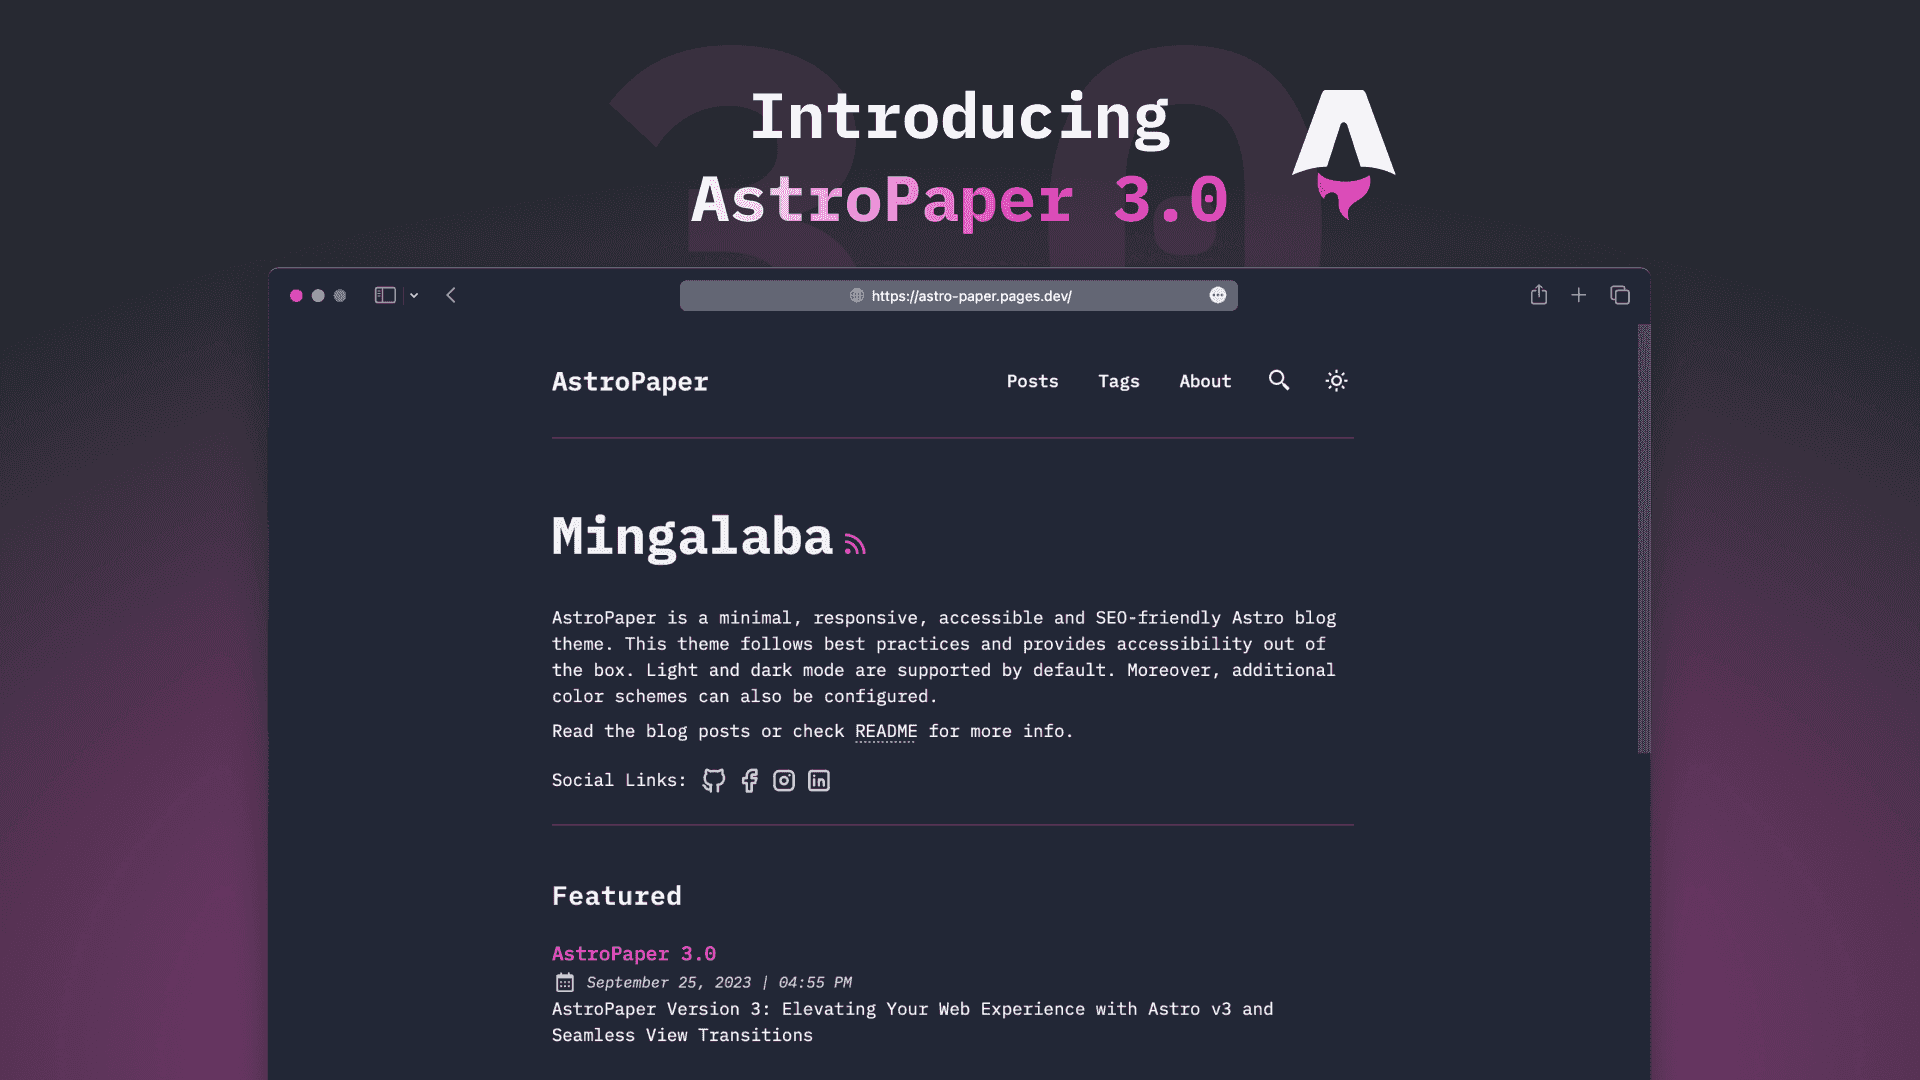 3.0
Introducing
AstroPaper 3.0
https://astro-paper.pages.dev/
AstroPaper
Posts
Tags
About
Mingalaba
AstroPaper is a minimal, responsive, accessible and SEO-friendly Astro blog
theme. This theme follows best practices and provides accessibility out of
the box. Light and dark mode are supported by default. Moreover, additional
color schemes can also be configured.
Read the blog posts or check README for more info.
Social Links:
Featured
AstroPaper 3.0
September 25, 2023 | 04:55 PM
AstroPaper Version 3: Elevating Your Web Experience with Astro v3 and
Seamless View Transitions